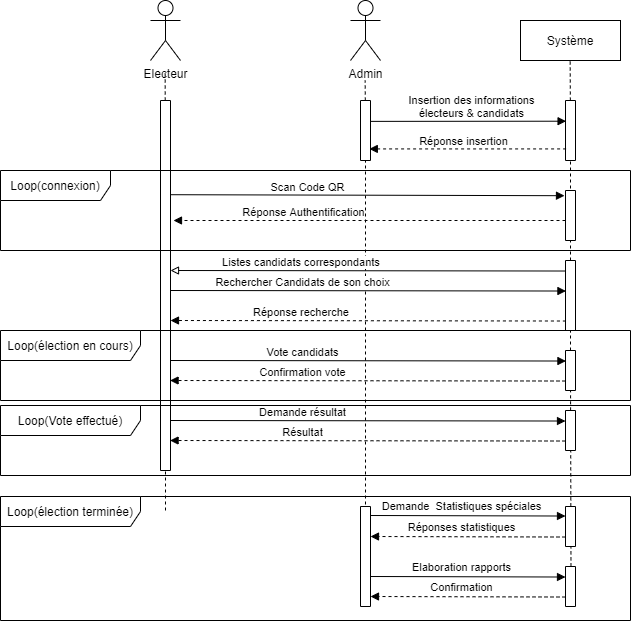 Système
Electeur
Admin
Insertion des informations
électeurs & candidats
Réponse insertion
Loop(connexion)
Scan Code QR
Réponse Authentification
Listes candidats correspondants
Rechercher Candidats de son choix
Réponse recherche
Loop(élection en cours)
Vote candidats
Confirmation vote
Loop(Vote effectué)
Demande résultat
Résultat
Loop(élection terminée)
Demande Statistiques spéciales
Réponses statistiques
Elaboration rapports
Confirmation